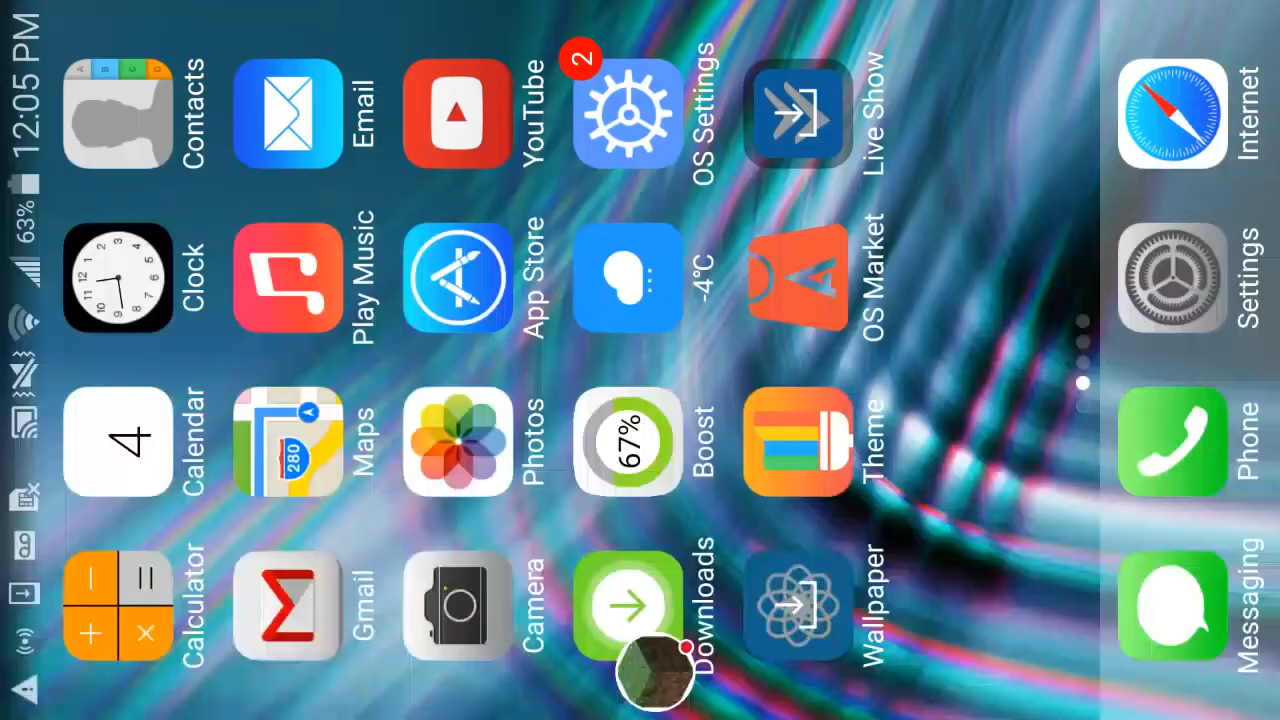 63% 12:05 PM
4
Calculator Calendar Clock Contacts
280
Gmail Maps Play Music Email
Camera Photos App Store YouTube
67% 2
Downloads Boost -4°C OS Settings
Wallpaper Theme OS Market Live Show
Messaging Phone Settings Internet